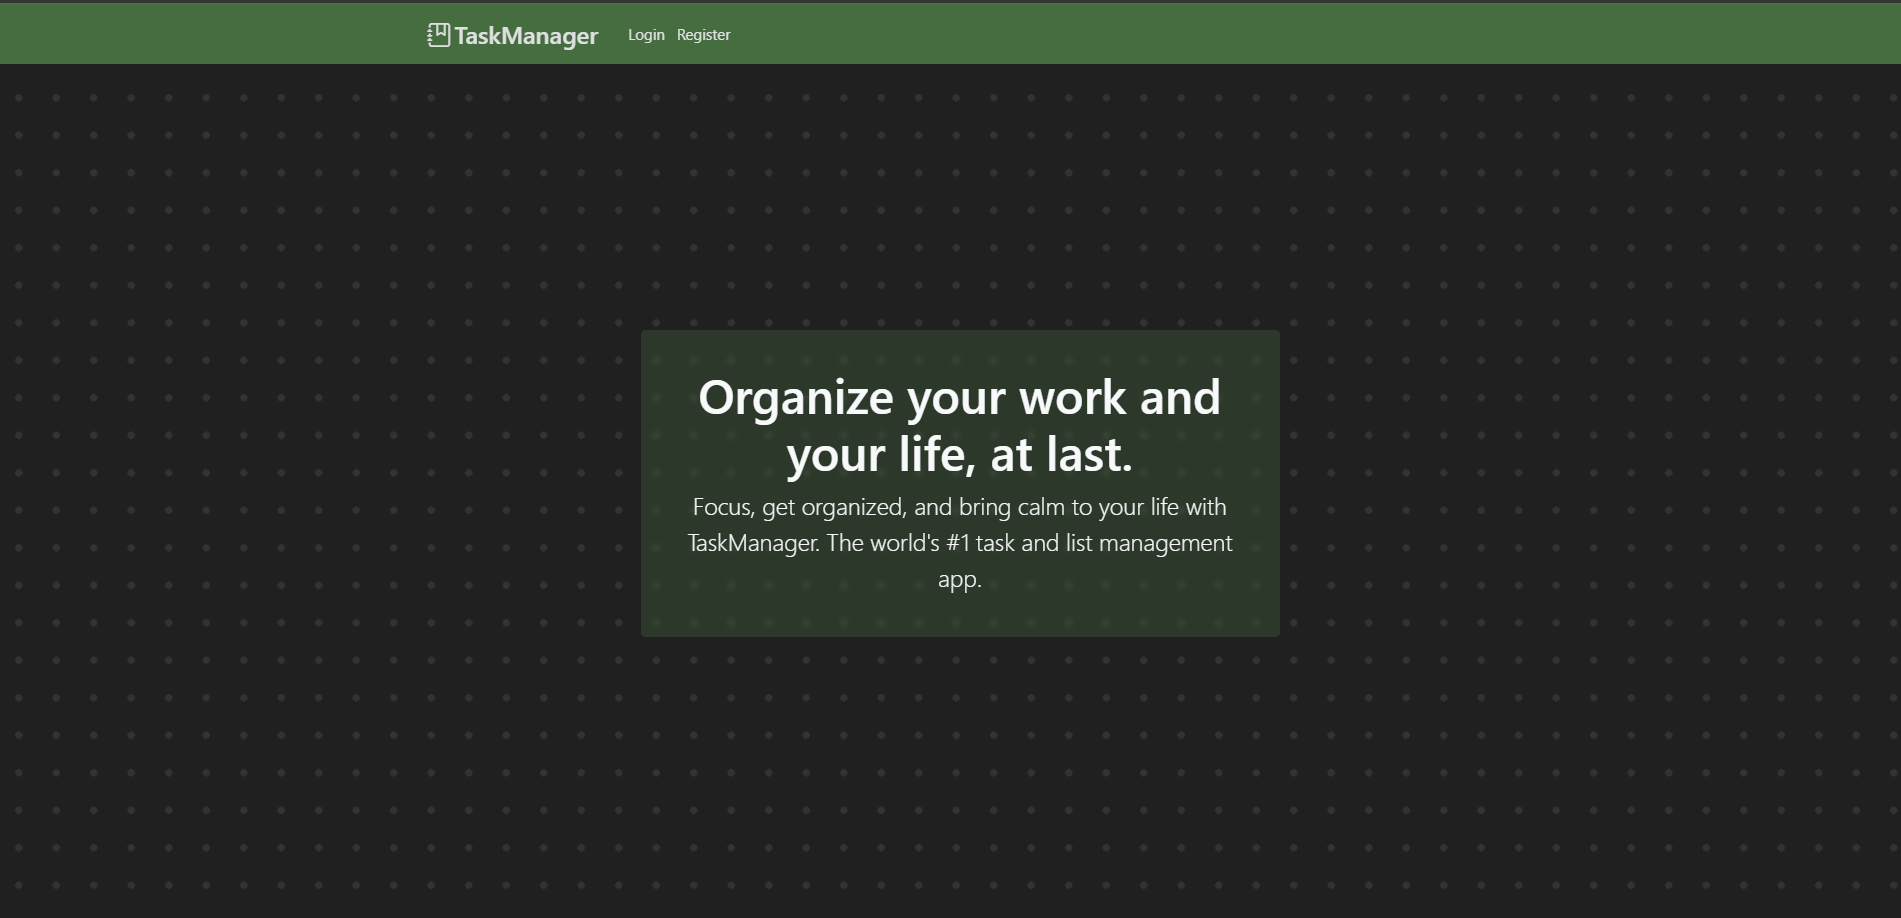 TaskManager Login Register
Organize your work and
your life, at last.
Focus, get organized, and bring calm to your life with
TaskManager. The world's #1 task and list management
app.